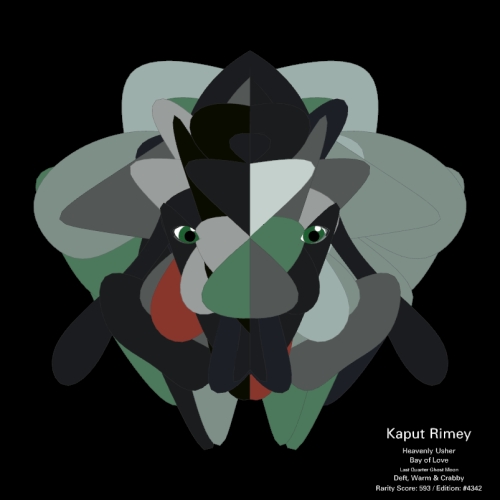 Kaput Rimey
Heavenly Usher
Bay of Love
Last Quarter Ghost Moon
Deft, Warm & Crabby
Rarity Score: 593 / Edition: #4342